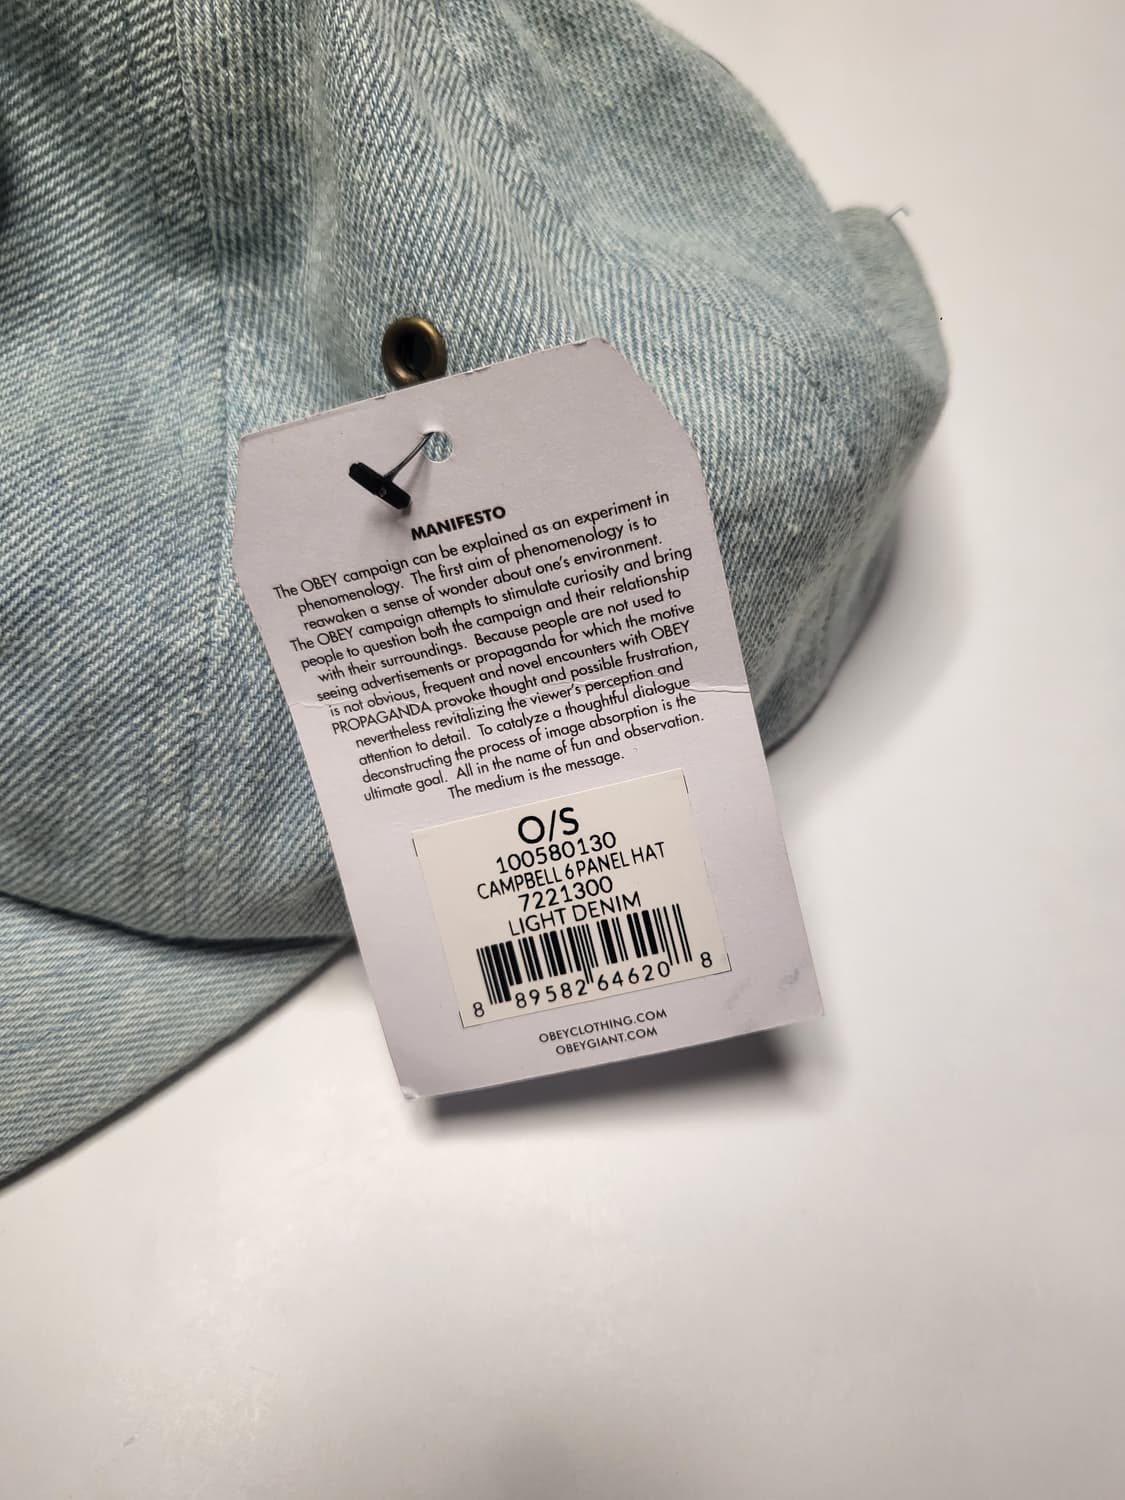 MANIFESTO
The OBEY campaign can be explained as an experiment in
phenomenology. The first aim of phenomenology is to
reawaken a sense of wonder about one's environment.
The OBEY campaign attempts to stimulate curiosity and bring
people to question both the campaign and their relationship
with their surroundings. Because people are not used to
seeing advertisements or propaganda for which the motive
is not obvious, frequent and novel encounters with OBEY
PROPAGANDA provoke thought and possible frustration,
nevertheless revitalizing the viewer's perception and
attention to detail. To catalyze a thoughtful dialogue
deconstructing the process of image absorption is the
ultimate goal. All in the name of fun and observation.
The medium is the message.
O/S
100580130
CAMPBELL 6 PANEL HAT
7221300
LIGHT DENIM
8 89582 64620 8
OBEYCLOTHING.COM
OBEYGIANT.COM